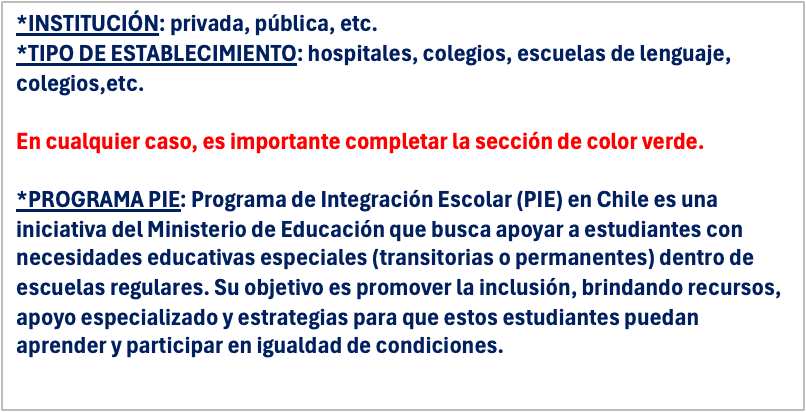 *INSTITUCIÓN: privada, pública, etc.
*TIPO DE ESTABLECIMIENTO: hospitales, colegios, escuelas de lenguaje,
colegios,etc.
En cualquier caso, es importante completar la sección de color verde.
*PROGRAMA PIE: Programa de Integración Escolar (PIE) en Chile es una
iniciativa del Ministerio de Educación que busca apoyar a estudiantes con
necesidades educativas especiales (transitorias o permanentes) dentro de
escuelas regulares. Su objetivo es promover la inclusión, brindando recursos,
apoyo especializado y estrategias para que estos estudiantes puedan
aprender y participar en igualdad de condiciones.